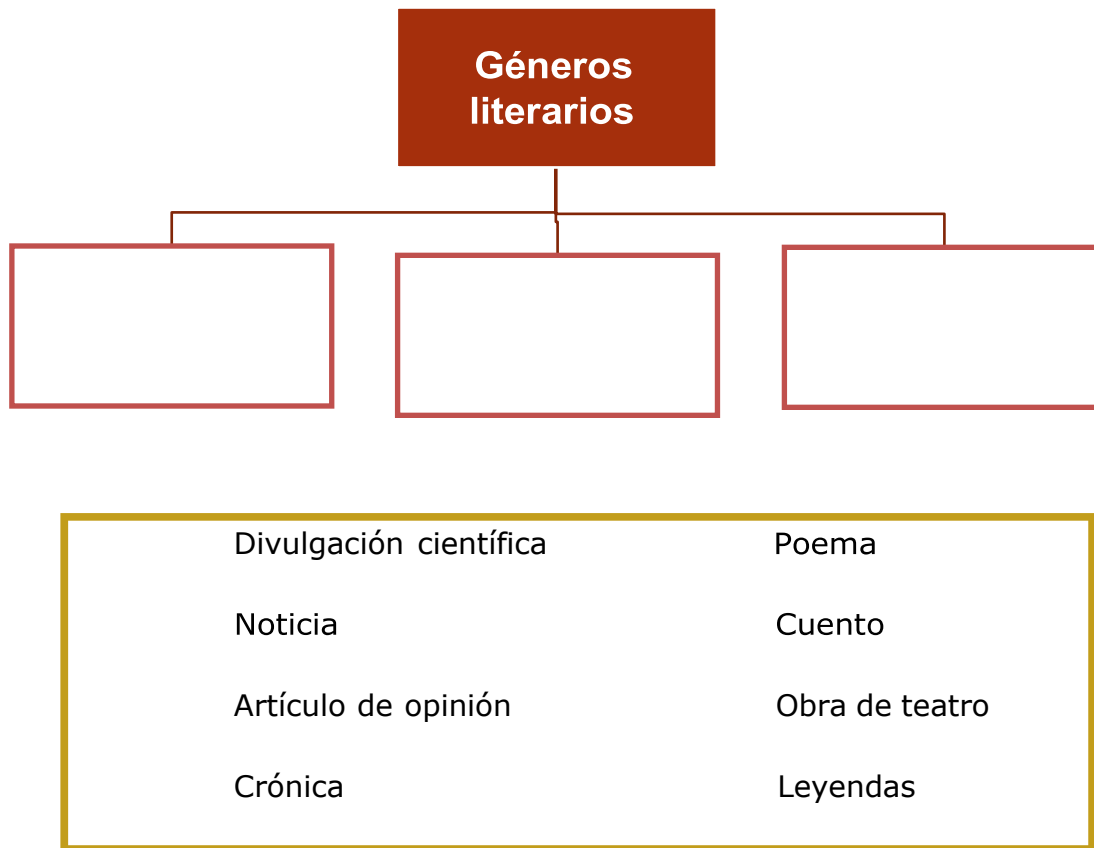 Géneros
literarios
Divulgación científica
Poema
Noticia
Cuento
Artículo de opinión
Obra de teatro
Crónica
Leyendas